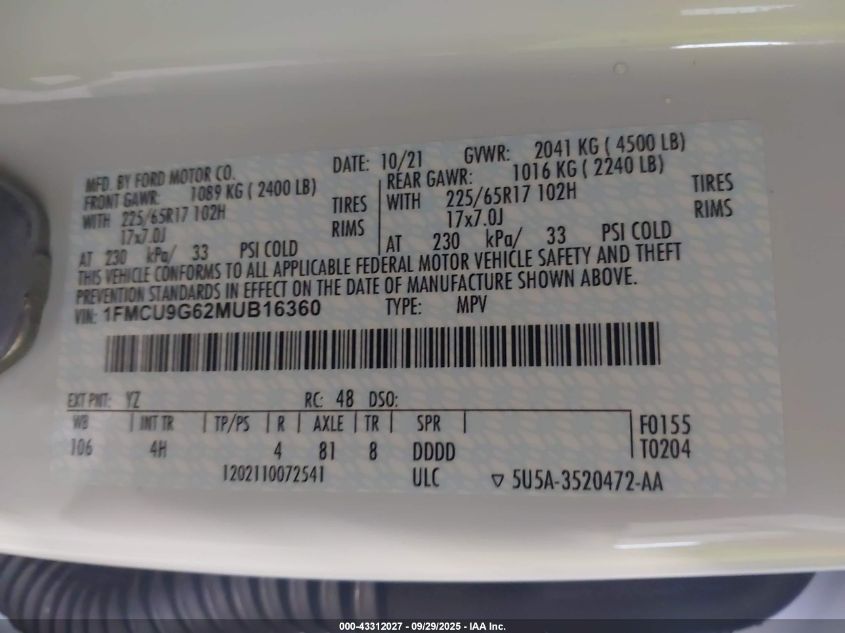 MFD. BY FORD MOTOR CO. DATE: 10/21 GVWR: 2041 KG ( 4500 LB)
FRONT GAWR: 1089 KG ( 2400 LB) REAR GAWR: 1016 KG ( 2240 LB)
WITH 225/65R17 102H TIRES WITH 225/65R17 102H TIRES
17x7.0J RIMS 17x7.0J RIMS
AT 230 kPa/ 33 PSI COLD AT 230 kPa/ 33 PSI COLD
THIS VEHICLE CONFORMS TO ALL APPLICABLE FEDERAL MOTOR VEHICLE SAFETY AND THEFT
PREVENTION STANDARDS IN EFFECT ON THE DATE OF MANUFACTURE SHOWN ABOVE.
VIN: 1FMCU9G62MUB16360 TYPE: MPV
EXT PNT: YZ RC: 48 DSO:
WB INT TR TP/PS R AXLE TR SPR F0155
106 4H 4 81 8 DDDD T0204
1202110072541 ULC ▽ 5U5A-3520472-AA
000-43312027 - 09/29/2025 - IAA Inc.